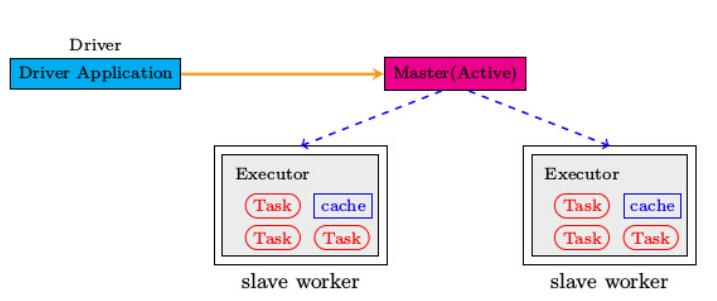 Driver
Driver Application
Master(Active)
Executor
Task
cache
Task
Task
slave worker
Executor
Task
cache
Task
Task
slave worker